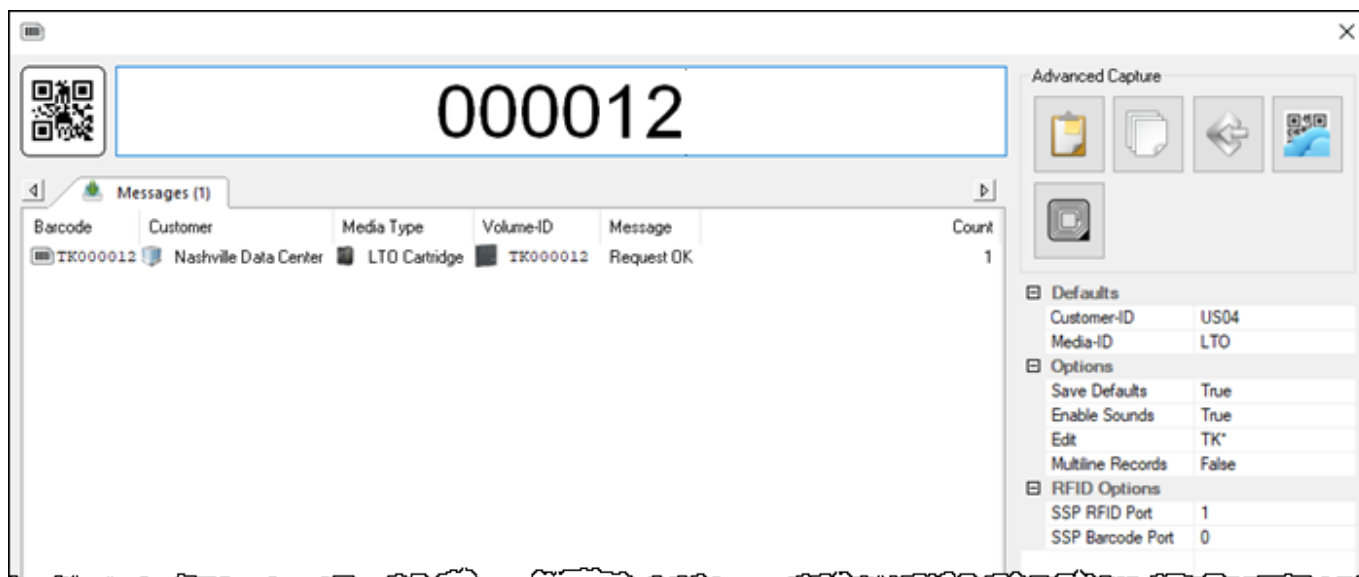 000012
Messages (1)
Barcode Customer Media Type Volume-ID Message Count
TK000012 Nashville Data Center LTO Cartridge TK000012 Request OK 1
Advanced Capture
Defaults
Customer-ID US04
Media-ID LTO
Options
Save Defaults True
Enable Sounds True
Edit TK*
Multiline Records False
RFID Options
SSP RFID Port 1
SSP Barcode Port 0